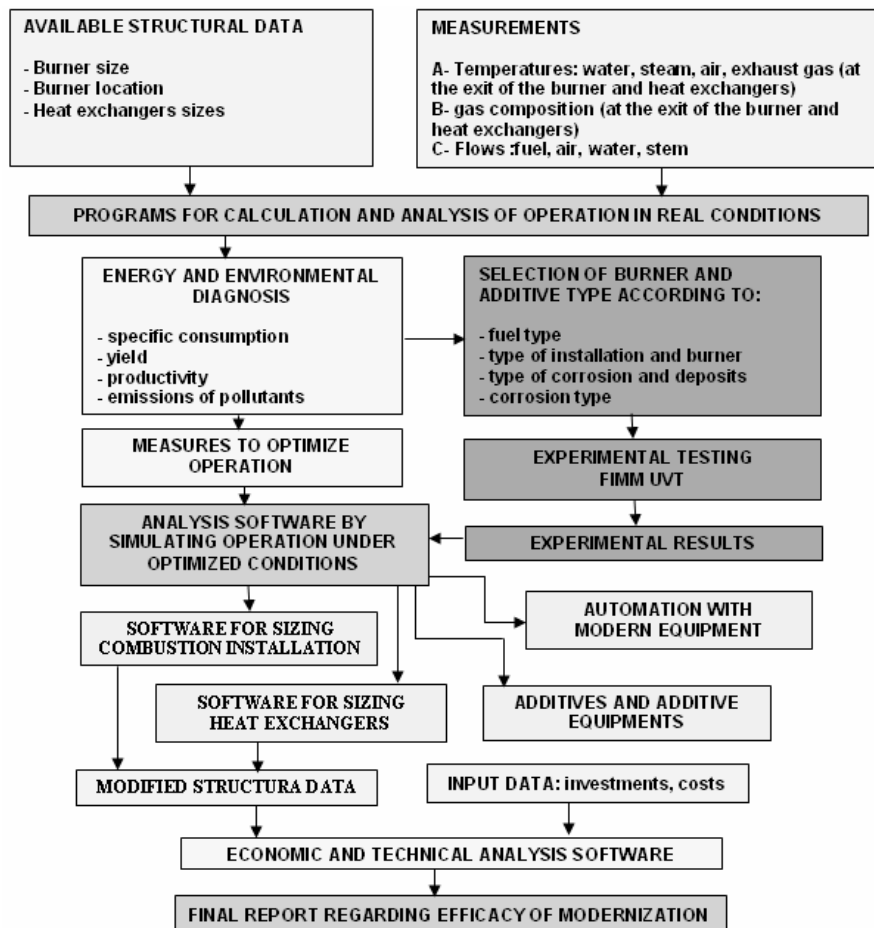 AVAILABLE STRUCTURAL DATA
- Burner size
- Burner location
- Heat exchangers sizes
MEASUREMENTS
A- Temperatures: water, steam, air, exhaust gas (at
the exit of the burner and heat exchangers)
B- gas composition (at the exit of the burner and
heat exchangers)
C- Flows :fuel, air, water, stem
PROGRAMS FOR CALCULATION AND ANALYSIS OF OPERATION IN REAL CONDITIONS
ENERGY AND ENVIRONMENTAL
DIAGNOSIS
- specific consumption
- yield
- productivity
- emissions of pollutants
SELECTION OF BURNER AND
ADDITIVE TYPE ACCORDING TO:
- fuel type
- type of installation and burner
- type of corrosion and deposits
- corrosion type
MEASURES TO OPTIMIZE
OPERATION
EXPERIMENTAL TESTING
FIMM UVT
ANALYSIS SOFTWARE BY
SIMULATING OPERATION UNDER
OPTIMIZED CONDITIONS
EXPERIMENTAL RESULTS
AUTOMATION WITH
MODERN EQUIPMENT
SOFTWARE FOR SIZING
COMBUSTION INSTALLATION
SOFTWARE FOR SIZING
HEAT EXCHANGERS
ADDITIVES AND ADDITIVE
EQUIPMENTS
MODIFIED STRUCTURA DATA
INPUT DATA: investments, costs
ECONOMIC AND TECHNICAL ANALYSIS SOFTWARE
FINAL REPORT REGARDING EFFICACY OF MODERNIZATION